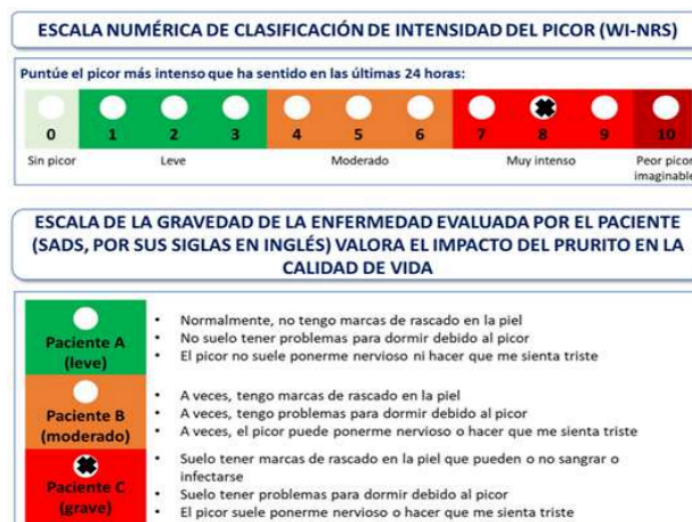 ESCALA NUMÉRICA DE CLASIFICACIÓN DE INTENSIDAD DEL PICOR (WI-NRS)
Puntúe el picor más intenso que ha sentido en las últimas 24 horas:
0 1 2 3 4 5 6 7 8 9 10
Sin picor Leve Moderado Muy intenso Peor picor
imaginable
ESCALA DE LA GRAVEDAD DE LA ENFERMEDAD EVALUADA POR EL PACIENTE
(SADS, POR SUS SIGLAS EN INGLÉS) VALORA EL IMPACTO DEL PRURITO EN LA
CALIDAD DE VIDA
Paciente A
(leve)
• Normalmente, no tengo marcas de rascado en la piel
• No suelo tener problemas para dormir debido al picor
• El picor no suele ponerme nervioso ni hacer que me sienta triste
Paciente B
(moderado)
• A veces, tengo marcas de rascado en la piel
• A veces, tengo problemas para dormir debido al picor
• A veces, el picor puede ponerme nervioso o hacer que me sienta triste
Paciente C
(grave)
• Suelo tener marcas de rascado en la piel que pueden o no sangrar o
infectarse
• Suelo tener problemas para dormir debido al picor
• El picor suele ponerme nervioso o hacer que me sienta triste